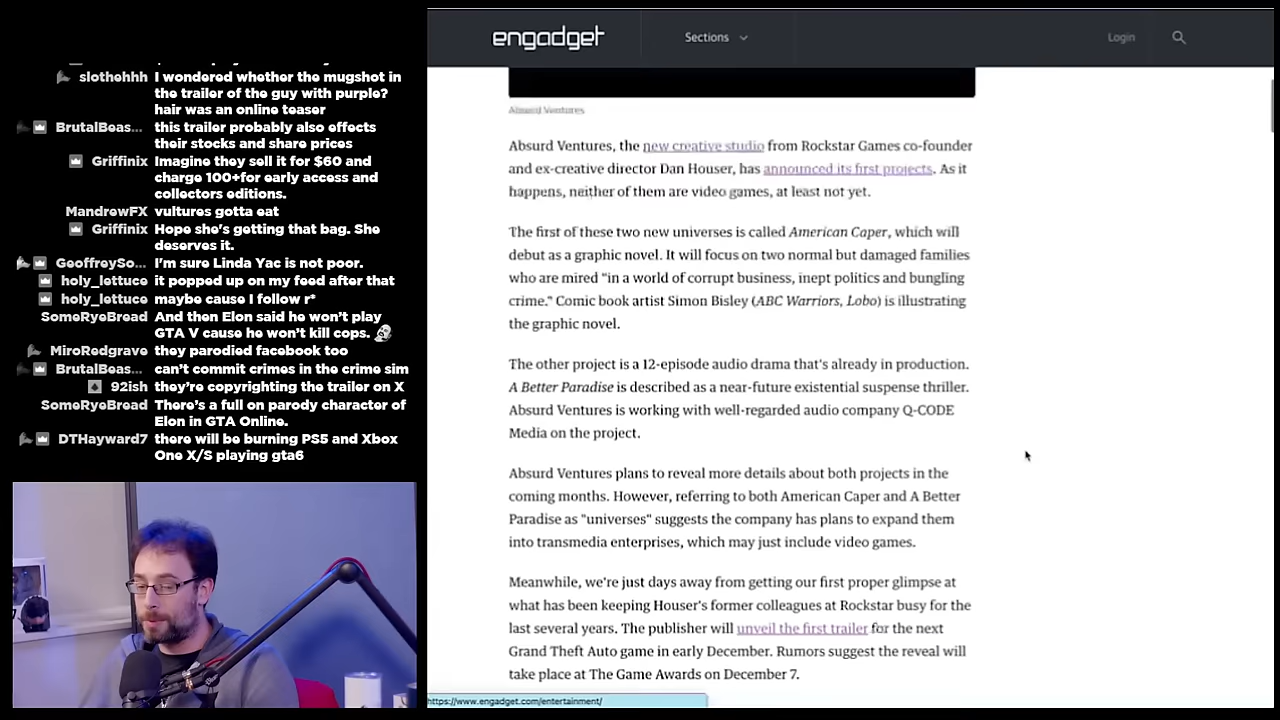 slothehhh I wondered whether the mugshot in
the trailer of the guy with purple?
hair was an online teaser
BrutalBeas... this trailer probably also effects
their stocks and share prices
Griffinix Imagine they sell it for $60 and
charge 100+for early access and
collectors editions.
MandrewFX vultures gotta eat
Griffinix Hope she's getting that bag. She
deserves it.
GeoffreySo... I'm sure Linda Yac is not poor.
holy_lettuce it popped up on my feed after that
holy_lettuce maybe cause I follow r*
SomeRyeBread And then Elon said he won't play
GTA V cause he won't kill cops.
MiroRedgrave they parodied facebook too
BrutalBeas... can't commit crimes in the crime sim
92ish they're copyrighting the trailer on X
SomeRyeBread There's a full on parody character of
Elon in GTA Online.
DTHayward7 there will be burning PS5 and Xbox
One X/S playing gta6
engadget Sections Login
Absurd Ventures
Absurd Ventures, the new creative studio from Rockstar Games co-founder
and ex-creative director Dan Houser, has announced its first projects. As it
happens, neither of them are video games, at least not yet.
The first of these two new universes is called American Caper, which will
debut as a graphic novel. It will focus on two normal but damaged families
who are mired "in a world of corrupt business, inept politics and bungling
crime." Comic book artist Simon Bisley (ABC Warriors, Lobo) is illustrating
the graphic novel.
The other project is a 12-episode audio drama that's already in production.
A Better Paradise is described as a near-future existential suspense thriller.
Absurd Ventures is working with well-regarded audio company Q-CODE
Media on the project.
Absurd Ventures plans to reveal more details about both projects in the
coming months. However, referring to both American Caper and A Better
Paradise as "universes" suggests the company has plans to expand them
into transmedia enterprises, which may just include video games.
Meanwhile, we're just days away from getting our first proper glimpse at
what has been keeping Houser's former colleagues at Rockstar busy for the
last several years. The publisher will unveil the first trailer for the next
Grand Theft Auto game in early December. Rumors suggest the reveal will
take place at The Game Awards on December 7.
https://www.engadget.com/entertainment/